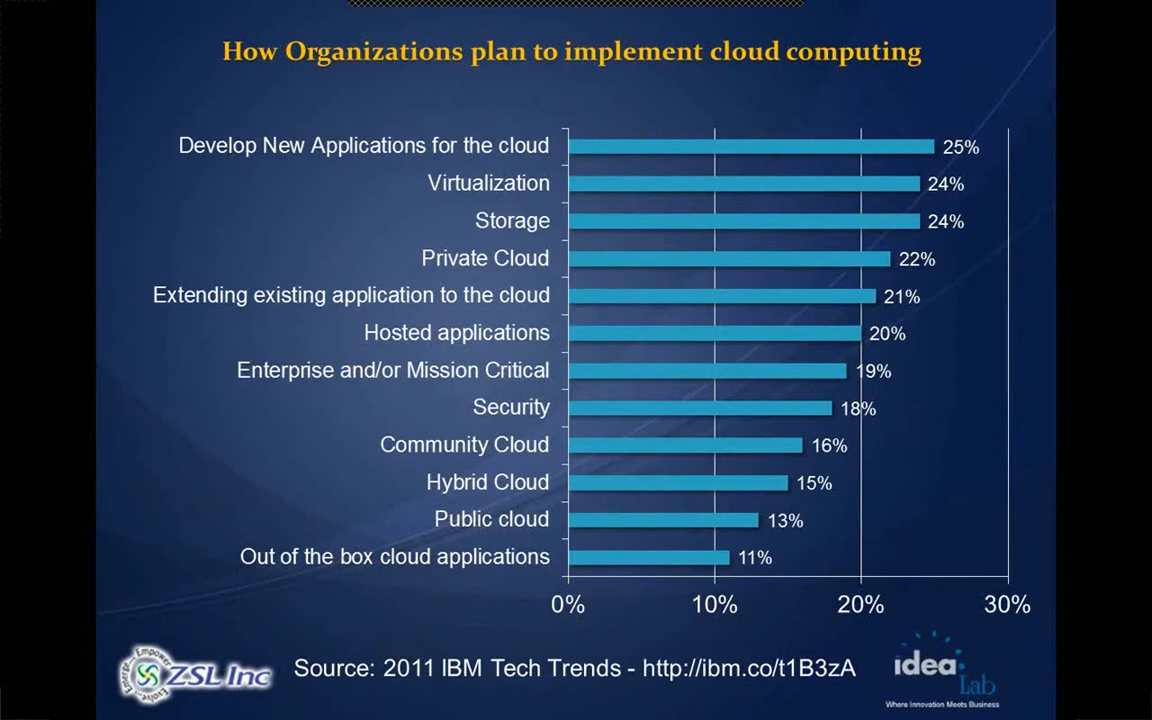 How Organizations plan to implement cloud computing
Develop New Applications for the cloud 25%
Virtualization 24%
Storage 24%
Private Cloud 22%
Extending existing application to the cloud 21%
Hosted applications 20%
Enterprise and/or Mission Critical 19%
Security 18%
Community Cloud 16%
Hybrid Cloud 15%
Public cloud 13%
Out of the box cloud applications 11%
0% 10% 20% 30%
Empower
Emerge...
Evolve
ZSL Inc
Source: 2011 IBM Tech Trends - http://ibm.co/t1B3zA
idea
Lab
Where Innovation Meets Business